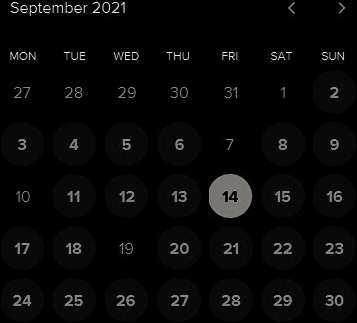 September 2021 < >
MON TUE WED THU FRI SAT SUN
27 28 29 30 31 1 2
3 4 5 6 7 8 9
10 11 12 13 14 15 16
17 18 19 20 21 22 23
24 25 26 27 28 29 30